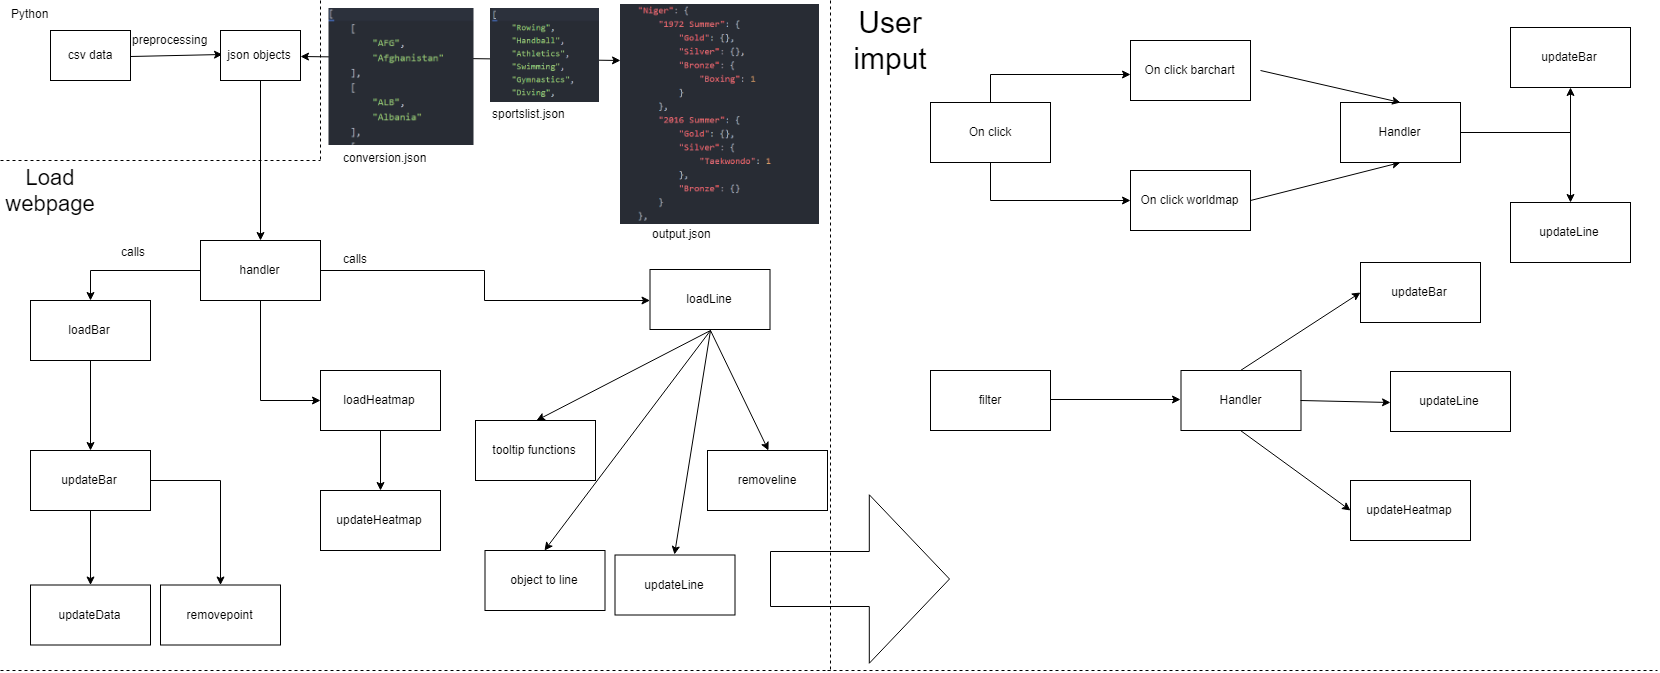 Python
csv data
preprocessing
json objects
[
[
"AFG",
"Afghanistan"
],
[
"ALB",
"Albania"
],
conversion.json
[
"Rowing",
"Handball",
"Athletics",
"Swimming",
"Gymnastics",
"Diving",
sportslist.json
"Niger": {
"1972 Summer": {
"Gold": {},
"Silver": {},
"Bronze": {
"Boxing": 1
}
},
"2016 Summer": {
"Gold": {},
"Silver": {
"Taekwondo": 1
},
"Bronze": {}
}
},
output.json
Load
webpage
calls
handler
calls
loadBar
loadLine
loadHeatmap
updateBar
tooltip functions
removeline
updateHeatmap
object to line
updateLine
updateData
removepoint
User
imput
On click
On click barchart
On click worldmap
Handler
updateBar
updateLine
filter
Handler
updateBar
updateLine
updateHeatmap